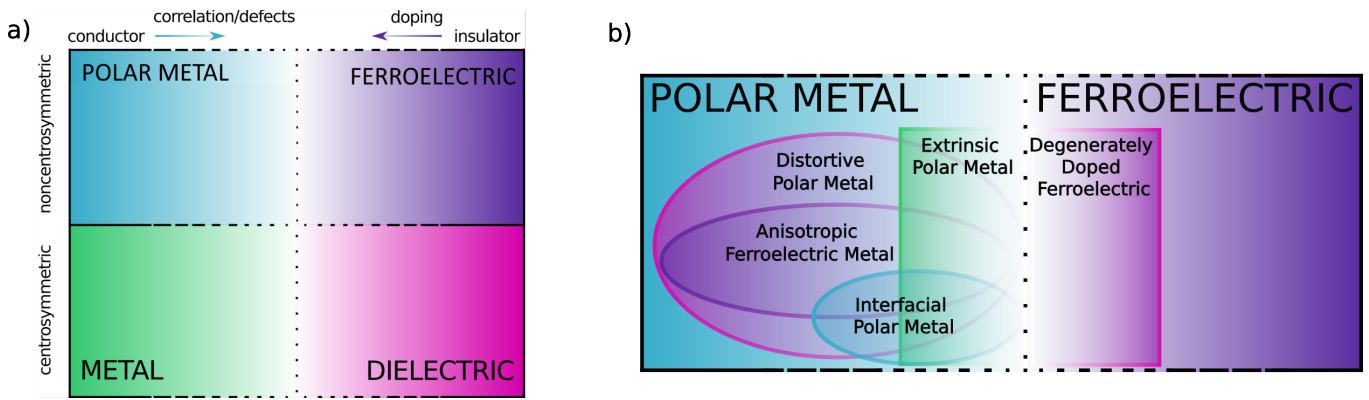 a)
correlation/defects
doping
conductor
insulator
noncentrosymmetric
POLAR METAL
FERROELECTRIC
centrosymmetric
METAL
DIELECTRIC
b)
POLAR METAL
FERROELECTRIC
Distortive
Polar Metal
Extrinsic
Polar Metal
Degenerately
Doped
Ferroelectric
Anisotropic
Ferroelectric Metal
Interfacial
Polar Metal